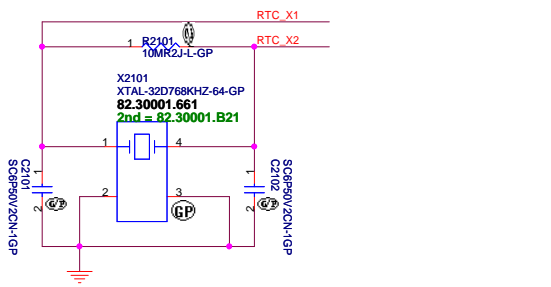 RTC_X1
RTC_X2
1
2
R2101
10MR2J-L-GP
X2101
XTAL-32D768KHZ-64-GP
82.30001.661
2nd = 82.30001.B21
1
4
2
3
GP
C2101
SC6P50V2CN-1GP
1
2
G/P
C2102
SC6P50V2CN-1GP
1
2
G/P